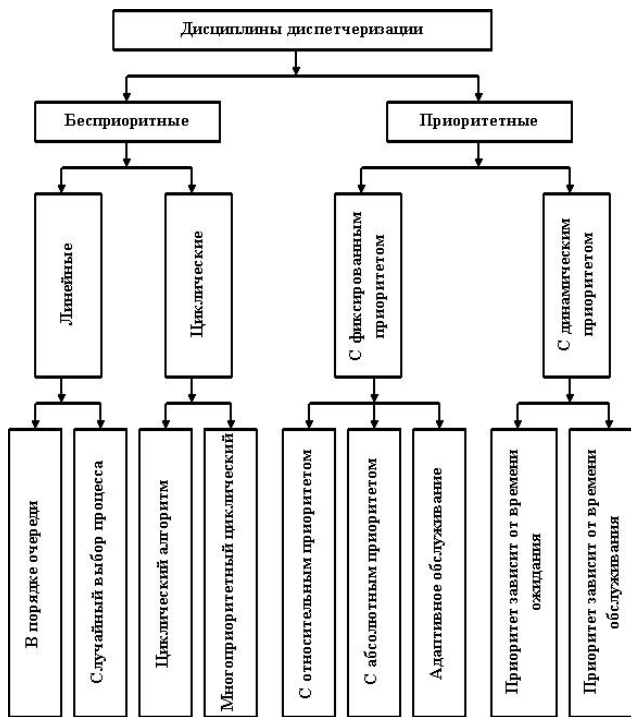 Дисциплины диспетчеризации
Бесприоритные
Приоритетные
Линейные
Циклические
С фиксированным
приоритетом
С динамическим
приоритетом
В порядке очереди
Случайный выбор процесса
Циклический алгоритм
Многоприоритетный циклический
С относительным приоритетом
С абсолютным приоритетом
Адаптивное обслуживание
Приоритет зависит от времени
ожидания
Приоритет зависит от времени
обслуживания